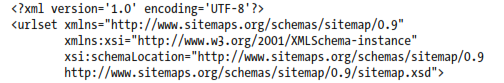 <?xml version='1.0' encoding='UTF-8'?>
<urlset xmlns="http://www.sitemaps.org/schemas/sitemap/0.9"
xmlns:xsi="http://www.w3.org/2001/XMLSchema-instance"
xsi:schemaLocation="http://www.sitemaps.org/schemas/sitemap/0.9
http://www.sitemaps.org/schemas/sitemap/0.9/sitemap.xsd">